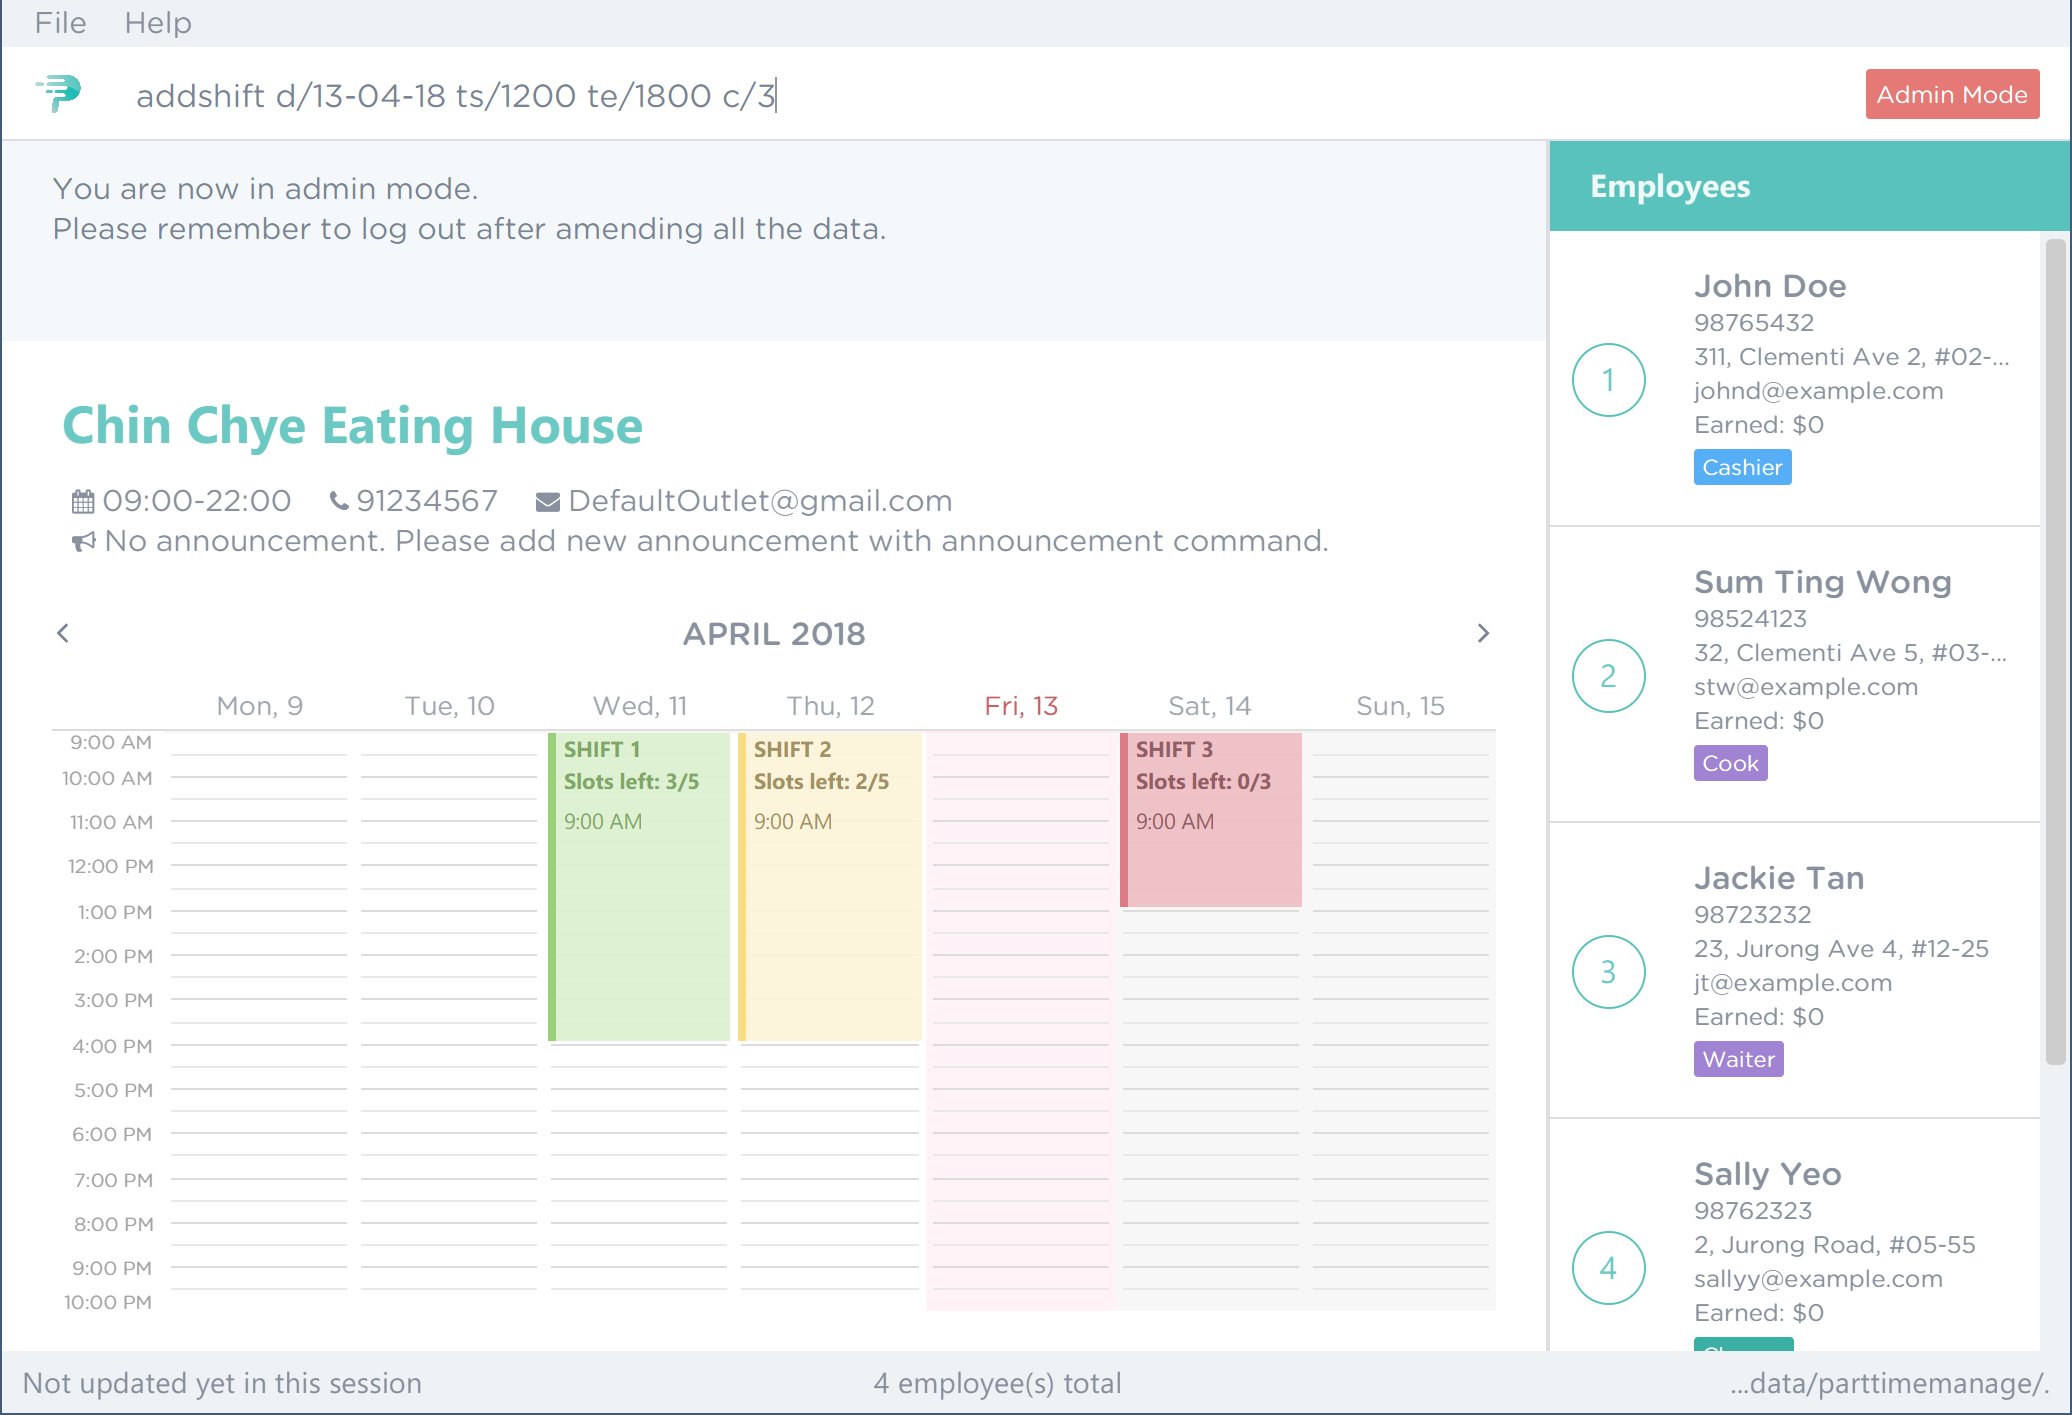 File Help
addshift d/13-04-18 ts/1200 te/1800 c/3
Admin Mode
You are now in admin mode.
Please remember to log out after amending all the data.
Chin Chye Eating House
09:00-22:00 91234567 DefaultOutlet@gmail.com
No announcement. Please add new announcement with announcement command.
APRIL 2018
Mon, 9 Tue, 10 Wed, 11 Thu, 12 Fri, 13 Sat, 14 Sun, 15
9:00 AM
10:00 AM
11:00 AM
12:00 PM
1:00 PM
2:00 PM
3:00 PM
4:00 PM
5:00 PM
6:00 PM
7:00 PM
8:00 PM
9:00 PM
10:00 PM
SHIFT 1
Slots left: 3/5
9:00 AM
SHIFT 2
Slots left: 2/5
9:00 AM
SHIFT 3
Slots left: 0/3
9:00 AM
Employees
1
John Doe
98765432
311, Clementi Ave 2, #02-...
johnd@example.com
Earned: $0
Cashier
2
Sum Ting Wong
98524123
32, Clementi Ave 5, #03-...
stw@example.com
Earned: $0
Cook
3
Jackie Tan
98723232
23, Jurong Ave 4, #12-25
jt@example.com
Earned: $0
Waiter
4
Sally Yeo
98762323
2, Jurong Road, #05-55
sallyy@example.com
Earned: $0
Not updated yet in this session
4 employee(s) total
...data/parttimemanage/.